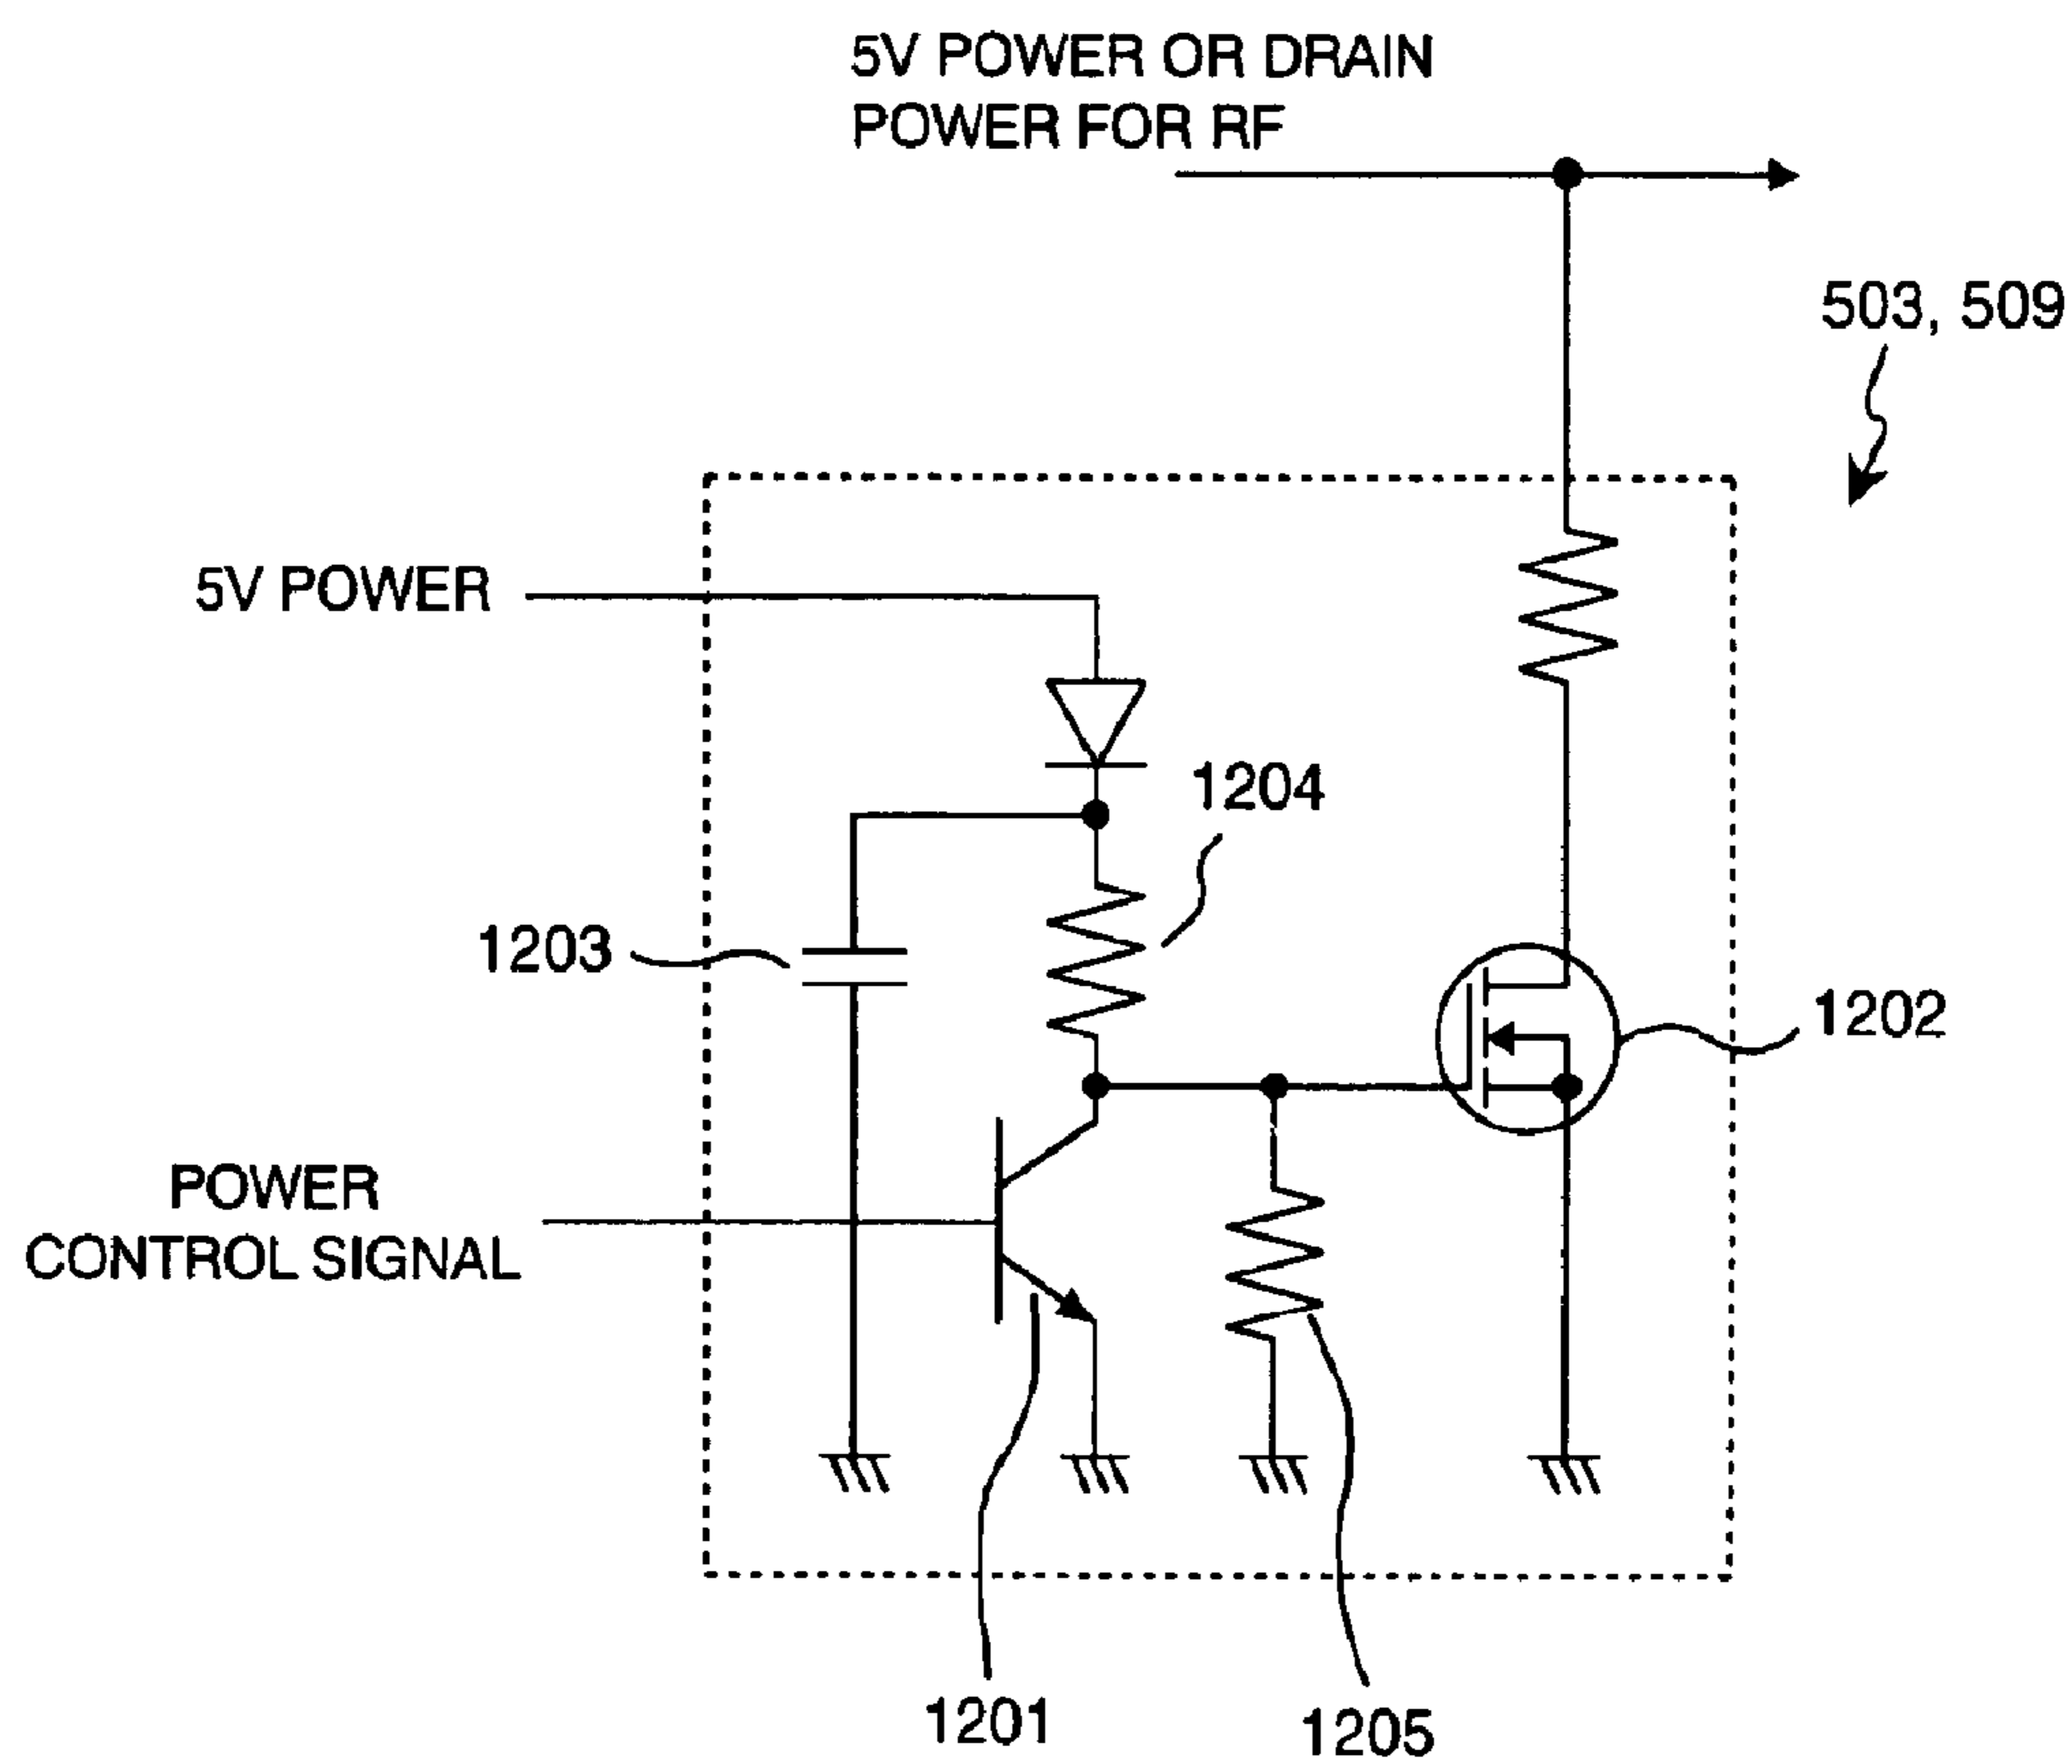 5V POWER OR DRAIN
POWER FOR RF
503, 509
5V POWER
1204
1203
1202
POWER
CONTROL SIGNAL
1201
1205